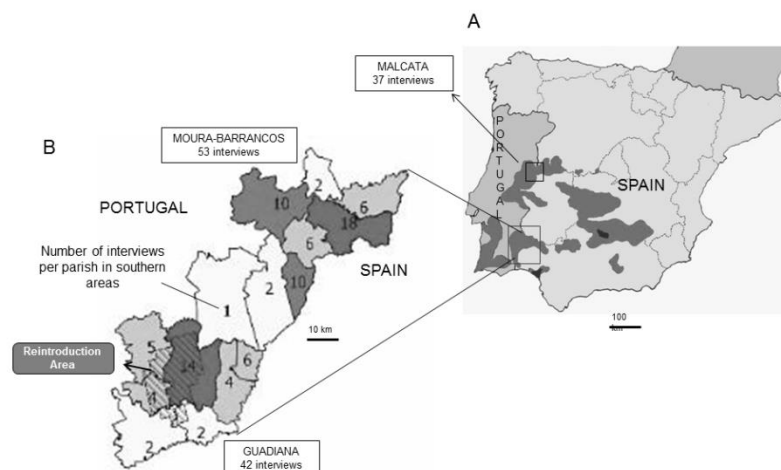 A
MALCATA
37 interviews
PORTUGAL
SPAIN
100
B
MOURA-BARRANCOS
53 interviews
PORTUGAL
SPAIN
Number of interviews
per parish in southern
areas
10 km
Reintroduction
Area
2
10
6
18
6
10
2
1
5
14
6
4
4
2
2
GUADIANA
42 interviews